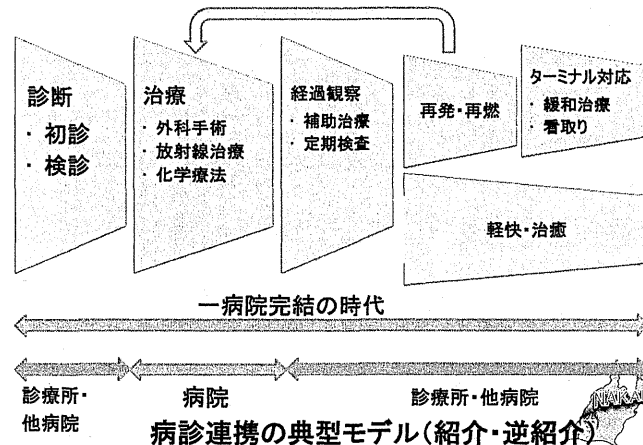 診断
・ 初診
・ 検診
治療
・ 外科手術
・ 放射線治療
・ 化学療法
経過観察
・ 補助治療
・ 定期検査
再発・再燃
ターミナル対応
・ 緩和治療
・ 看取り
軽快・治癒
一病院完結の時代
診療所・
他病院
病院
診療所・他病院
病診連携の典型モデル(紹介・逆紹介)